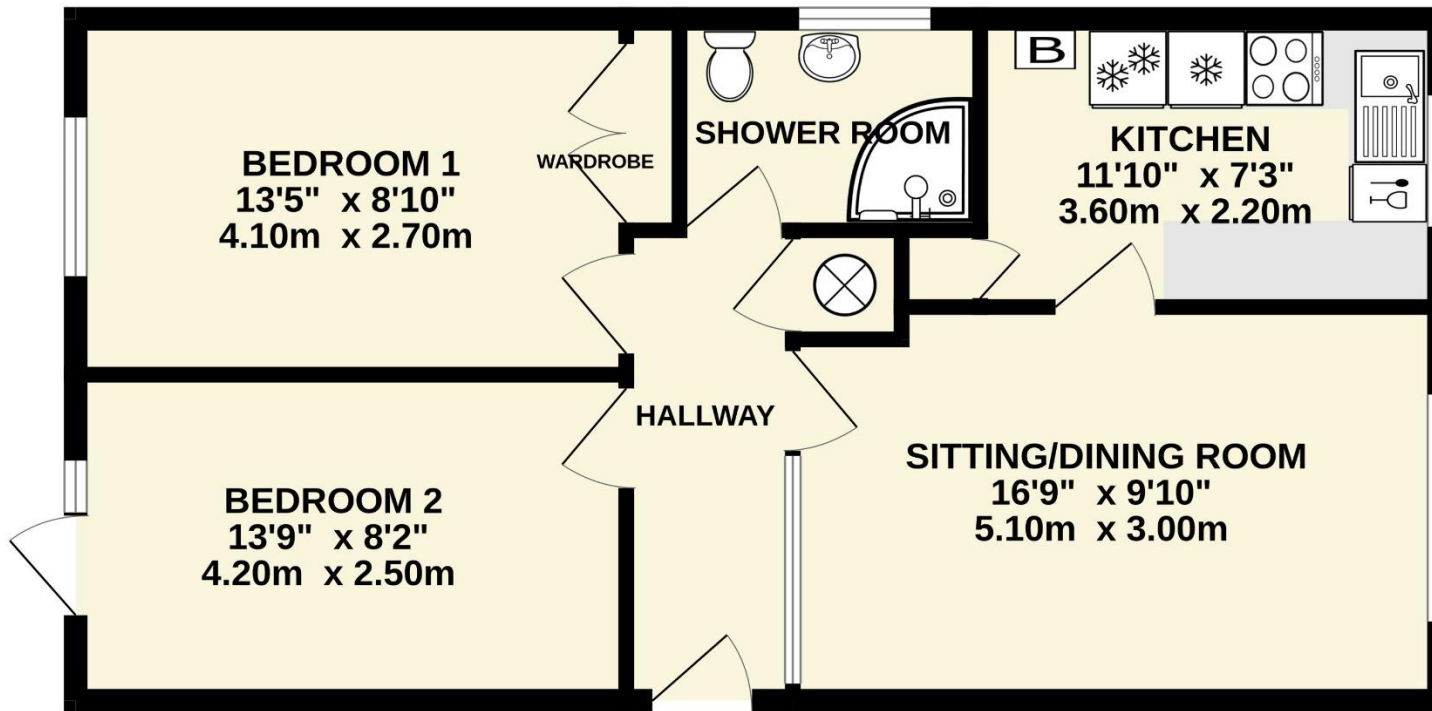 BEDROOM 1
13'5" x 8'10"
4.10m x 2.70m
WARDROBE
SHOWER ROOM
B
KITCHEN
11'10" x 7'3"
3.60m x 2.20m
HALLWAY
BEDROOM 2
13'9" x 8'2"
4.20m x 2.50m
SITTING/DINING ROOM
16'9" x 9'10"
5.10m x 3.00m